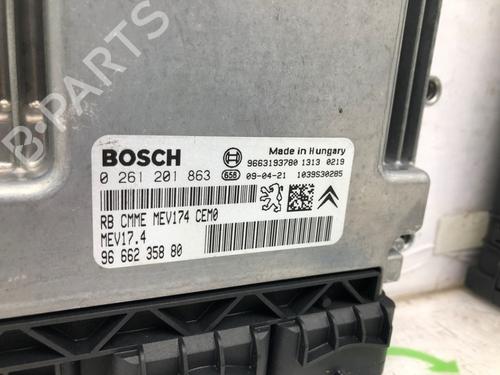 B-PARTS
BOSCH
Made in Hungary
9663193780 1313 0219
0 261 201 863 658 09-04-21 1039S30285
RB CMME MEV174 CEM0
MEV17.4
96 662 358 80